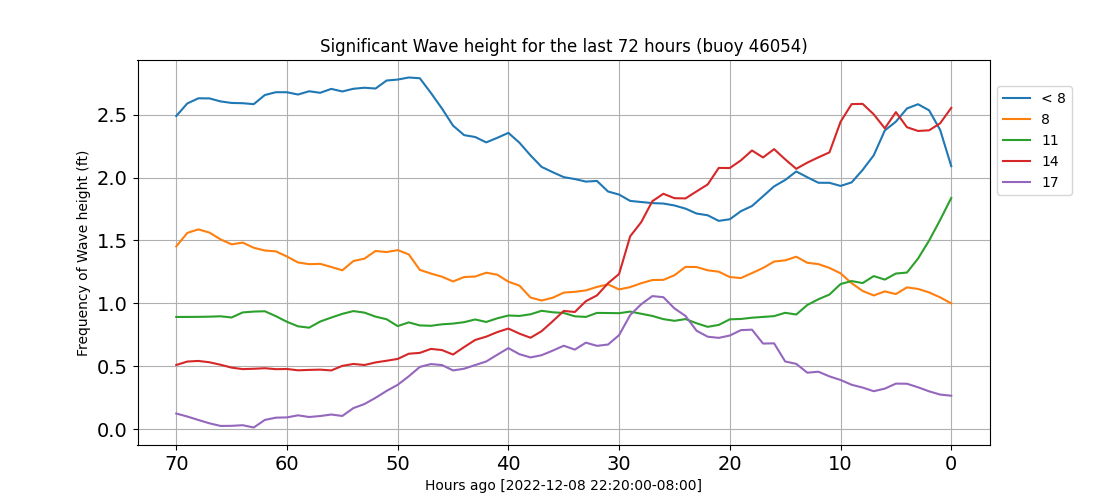 Significant Wave height for the last 72 hours (buoy 46054)
Frequency of Wave height (ft)
2.5
2.0
1.5
1.0
0.5
0.0
70 60 50 40 30 20 10 0
Hours ago [2022-12-08 22:20:00-08:00]
< 8
8
11
14
17